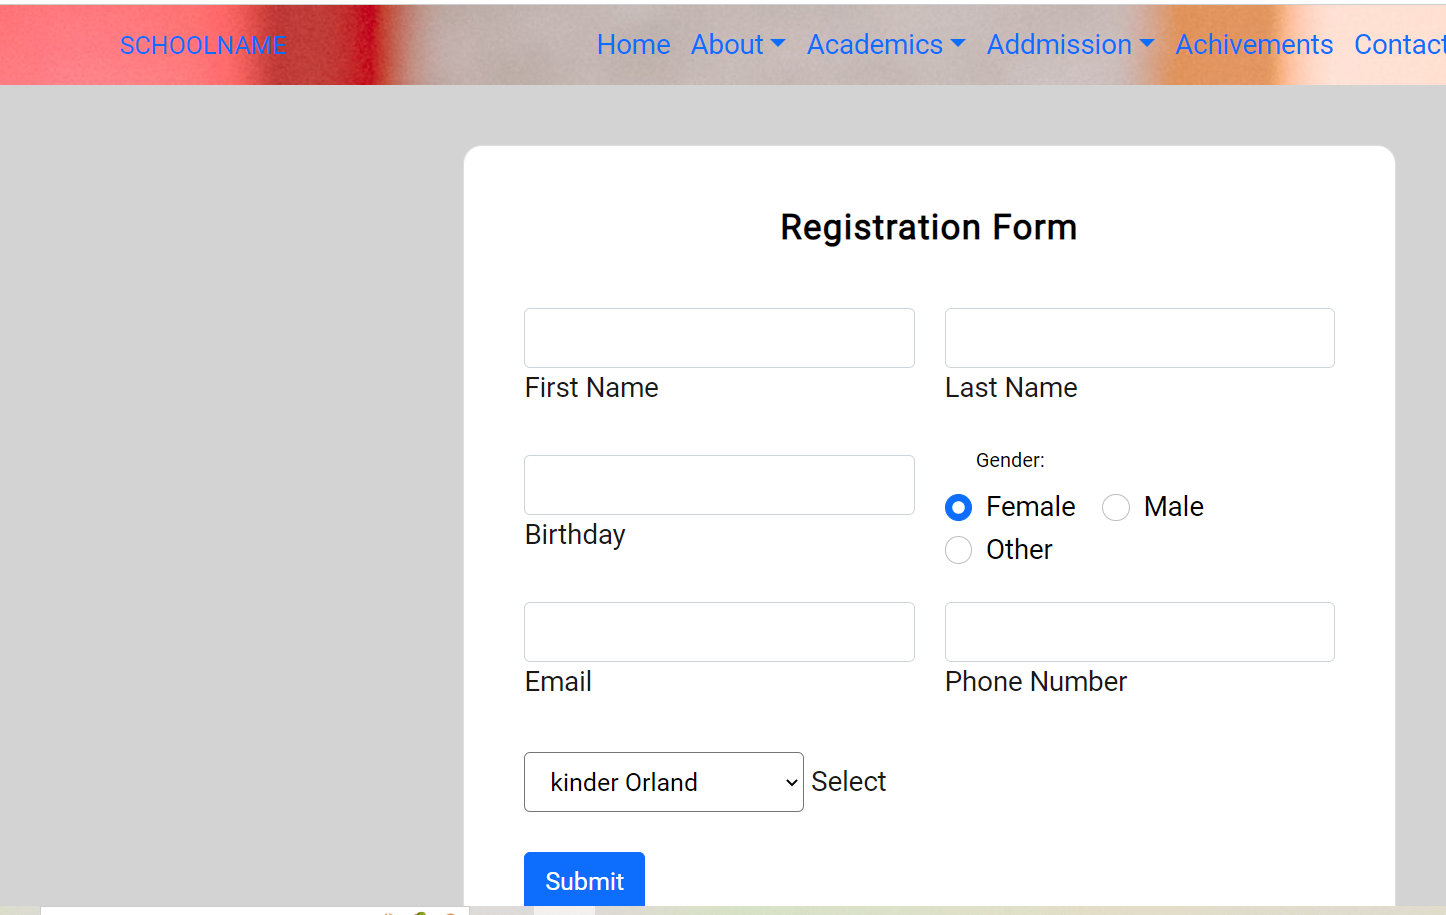 SCHOOLNAME Home About Academics Addmission Achivements Contact
Registration Form
First Name Last Name
Gender:
Female Male
Birthday
Other
Email Phone Number
kinder Orland Select
Submit